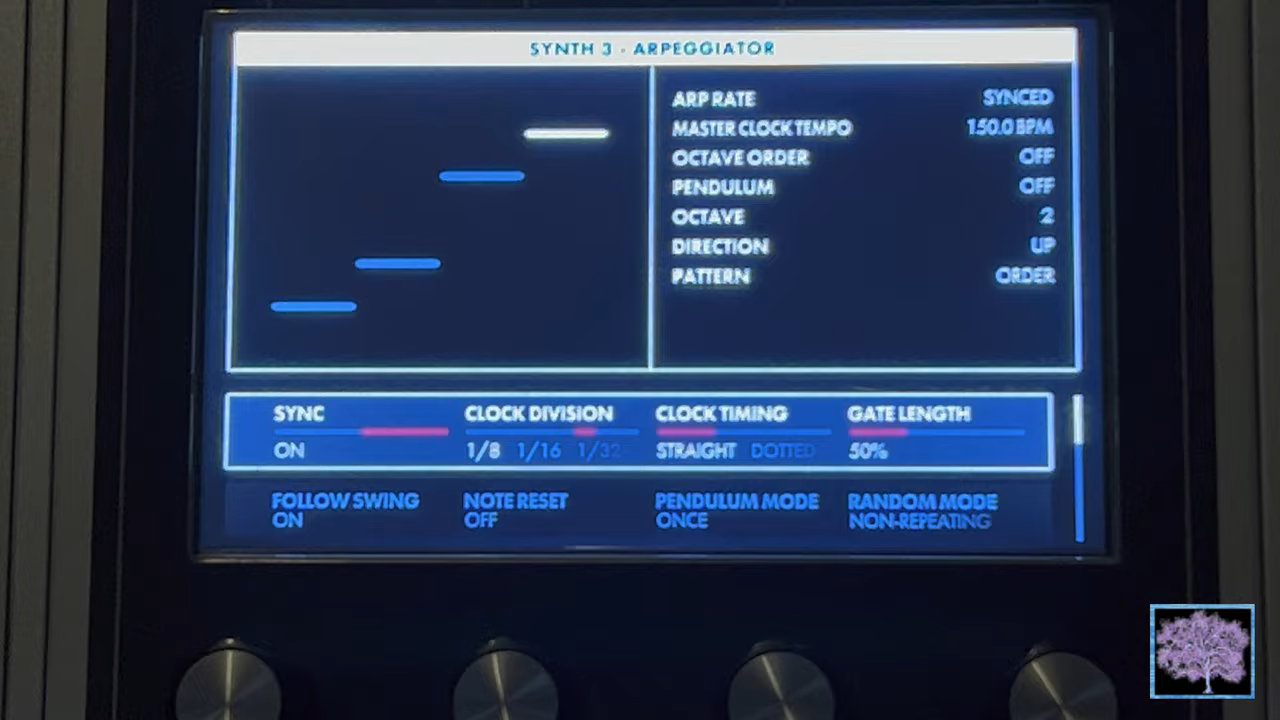 SYNTH 3 - ARPEGGIATOR
ARP RATE SYNCED
MASTER CLOCK TEMPO 150.0 BPM
OCTAVE ORDER OFF
PENDULUM OFF
OCTAVE 2
DIRECTION UP
PATTERN ORDER
SYNC CLOCK DIVISION CLOCK TIMING GATE LENGTH
ON 1/8 1/16 1/32 STRAIGHT DOTTED 50%
FOLLOW SWING NOTE RESET PENDULUM MODE RANDOM MODE
ON OFF ONCE NON-REPEATING